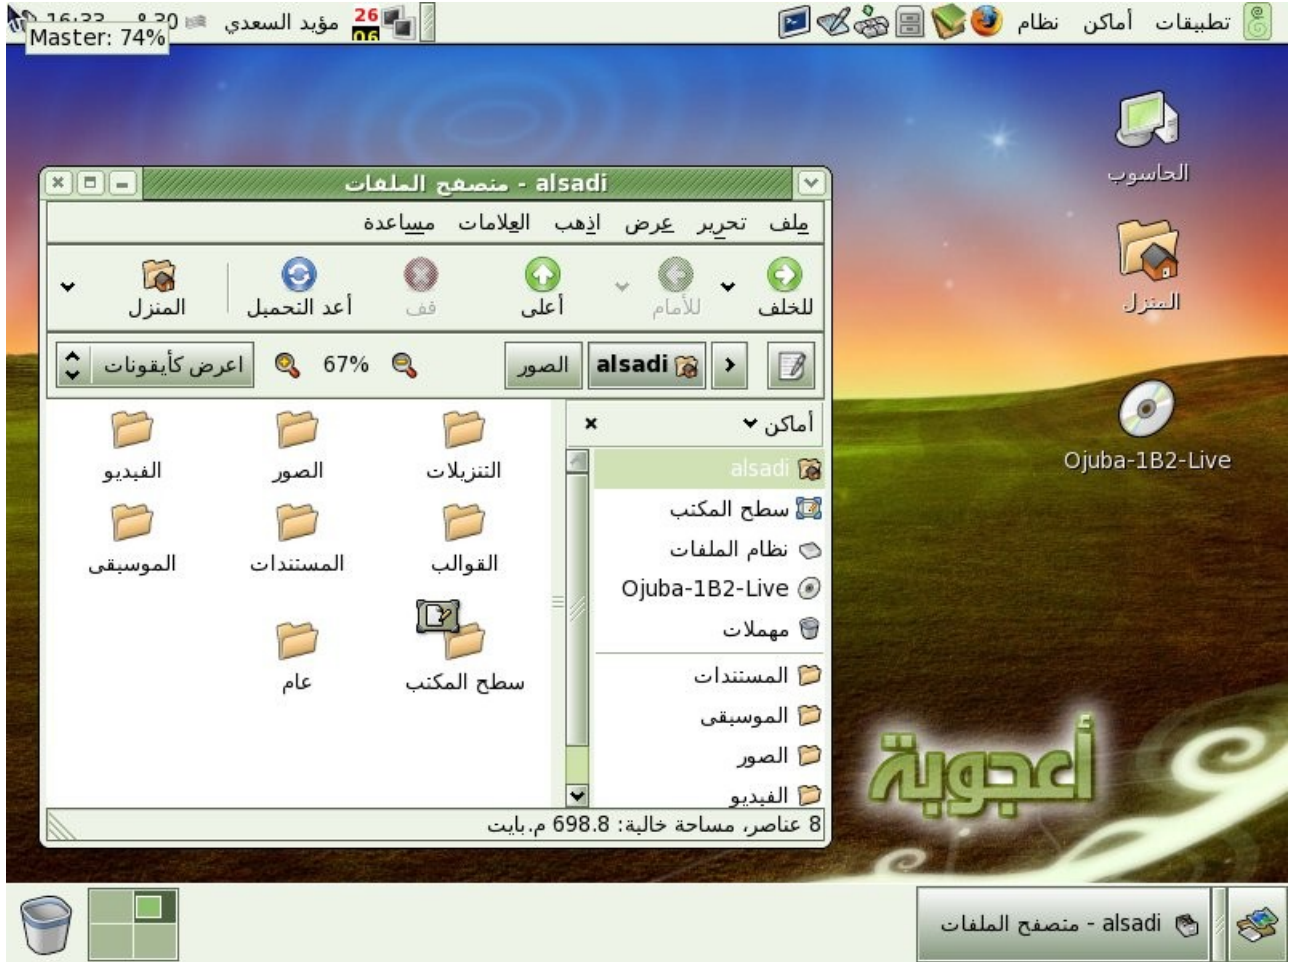 تطبيقات أماكن نظام
26
06
مؤيد السعدي
Master: 74%
الحاسوب
المنزل
Ojuba-1B2-Live
alsadi - متصفح الملفات
ملف تحرير عرض اذهب العلامات مساعدة
للخلف للأمام أعلى قف أعد التحميل المنزل
alsadi الصور 67% اعرض كأيقونات
أماكن
alsadi
سطح المكتب
نظام الملفات
Ojuba-1B2-Live
مهملات
المستندات
الموسيقى
الصور
الفيديو
التنزيلات الصور الفيديو
القوالب المستندات الموسيقى
سطح المكتب عام
8 عناصر، مساحة خالية: 698.8 م.بايت
أعجوبة
alsadi - متصفح الملفات